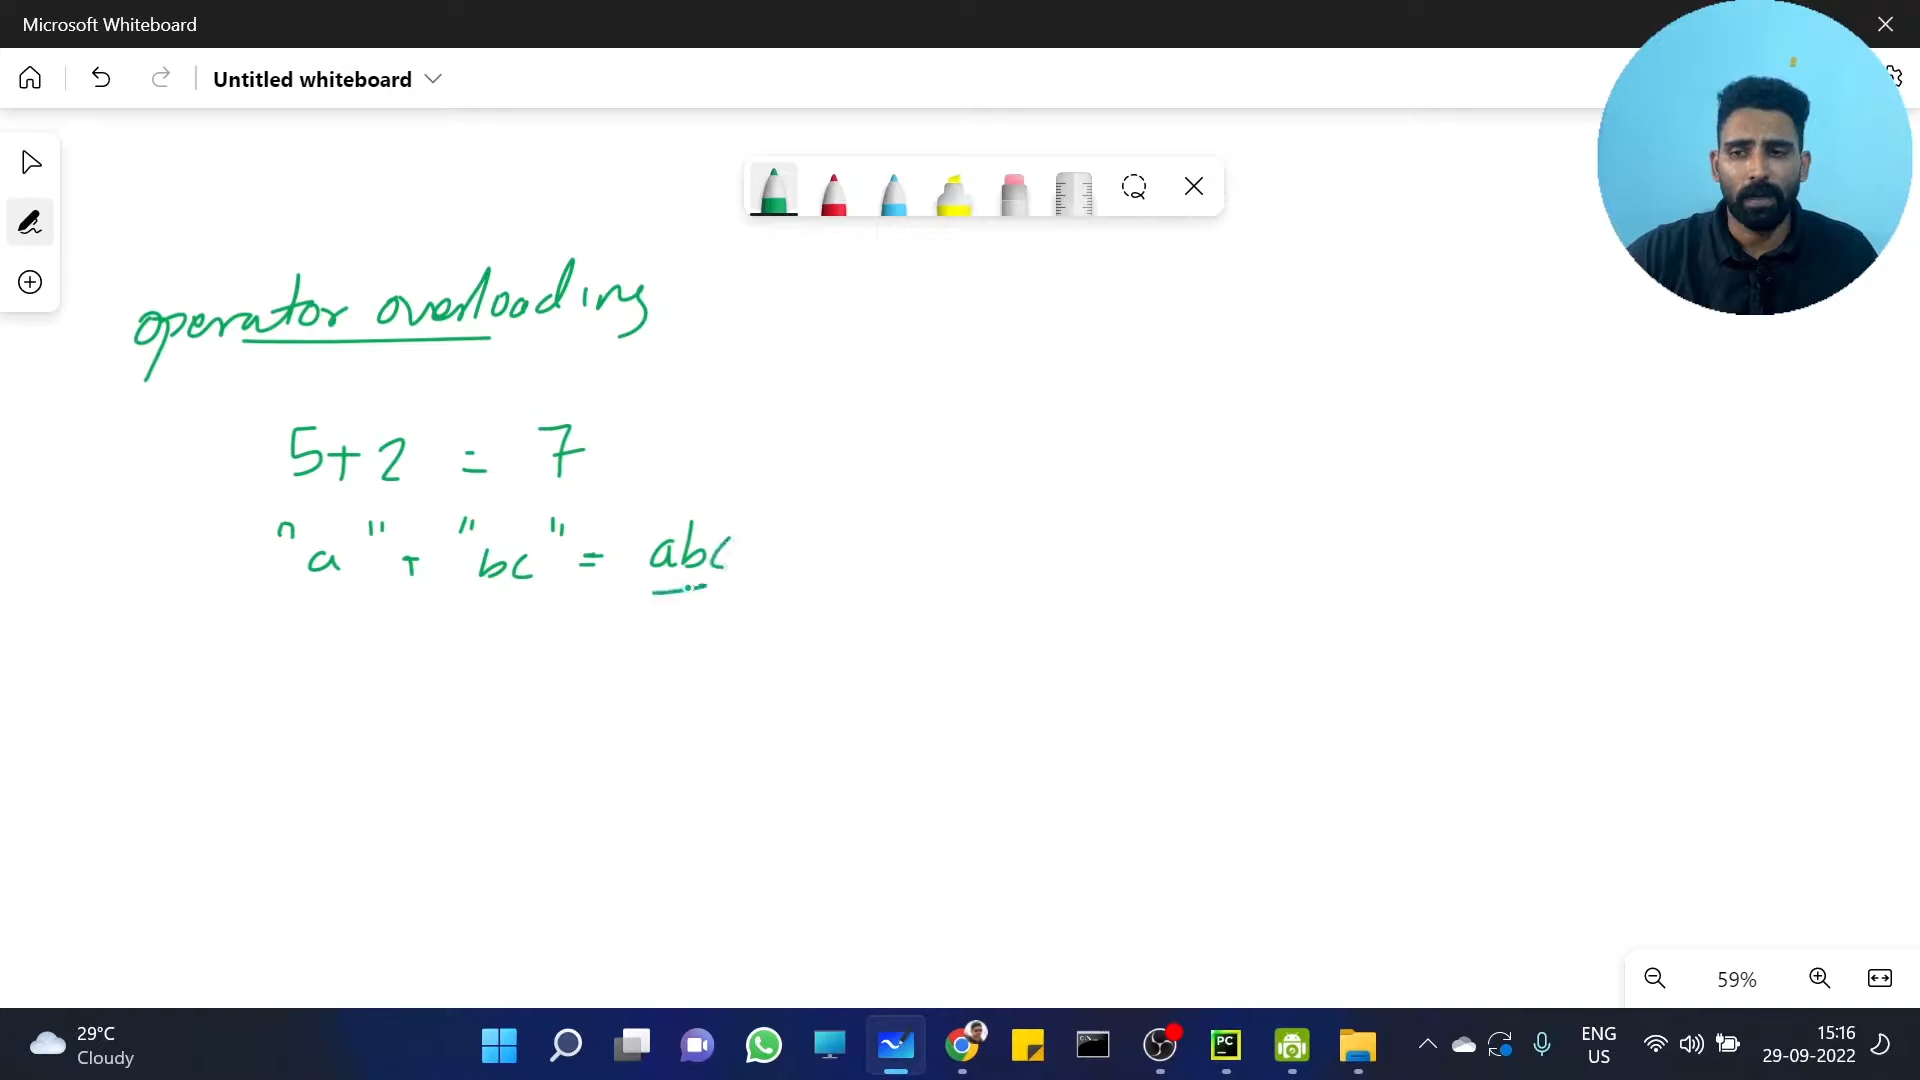 Microsoft Whiteboard
Untitled whiteboard
operator overloading
5+2 = 7
"a" + "bc" = abc
59%
29°C
Cloudy
PC
ENG
US
15:16
29-09-2022